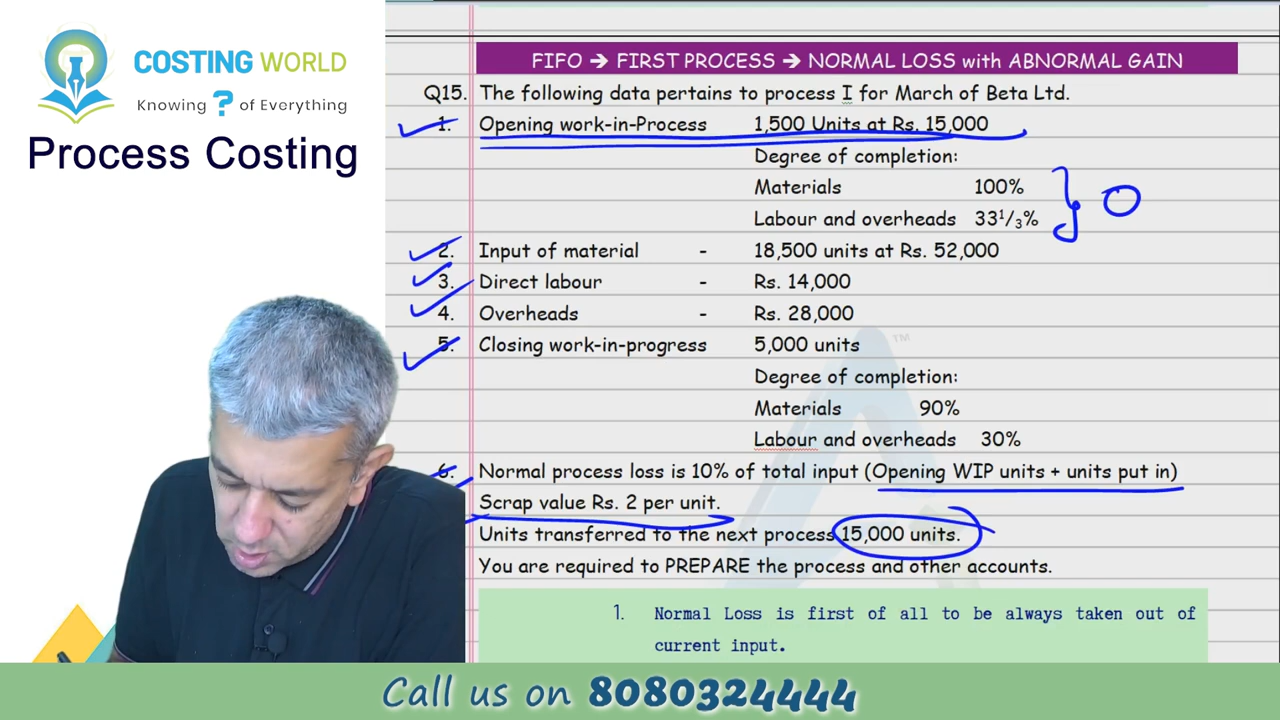 COSTING WORLD
Knowing ? of Everything
Process Costing
FIFO ➔ FIRST PROCESS ➔ NORMAL LOSS with ABNORMAL GAIN
Q15. The following data pertains to process I for March of Beta Ltd.
1. Opening work-in-Process 1,500 Units at Rs. 15,000
Degree of completion:
Materials 100%
Labour and overheads 33 1/3%
0
2. Input of material - 18,500 units at Rs. 52,000
3. Direct labour - Rs. 14,000
4. Overheads - Rs. 28,000
5. Closing work-in-progress 5,000 units
TM
Degree of completion:
Materials 90%
Labour and overheads 30%
6. Normal process loss is 10% of total input (Opening WIP units + units put in)
Scrap value Rs. 2 per unit.
Units transferred to the next process 15,000 units.
You are required to PREPARE the process and other accounts.
1. Normal Loss is first of all to be always taken out of
current input.
Call us on 8080324444